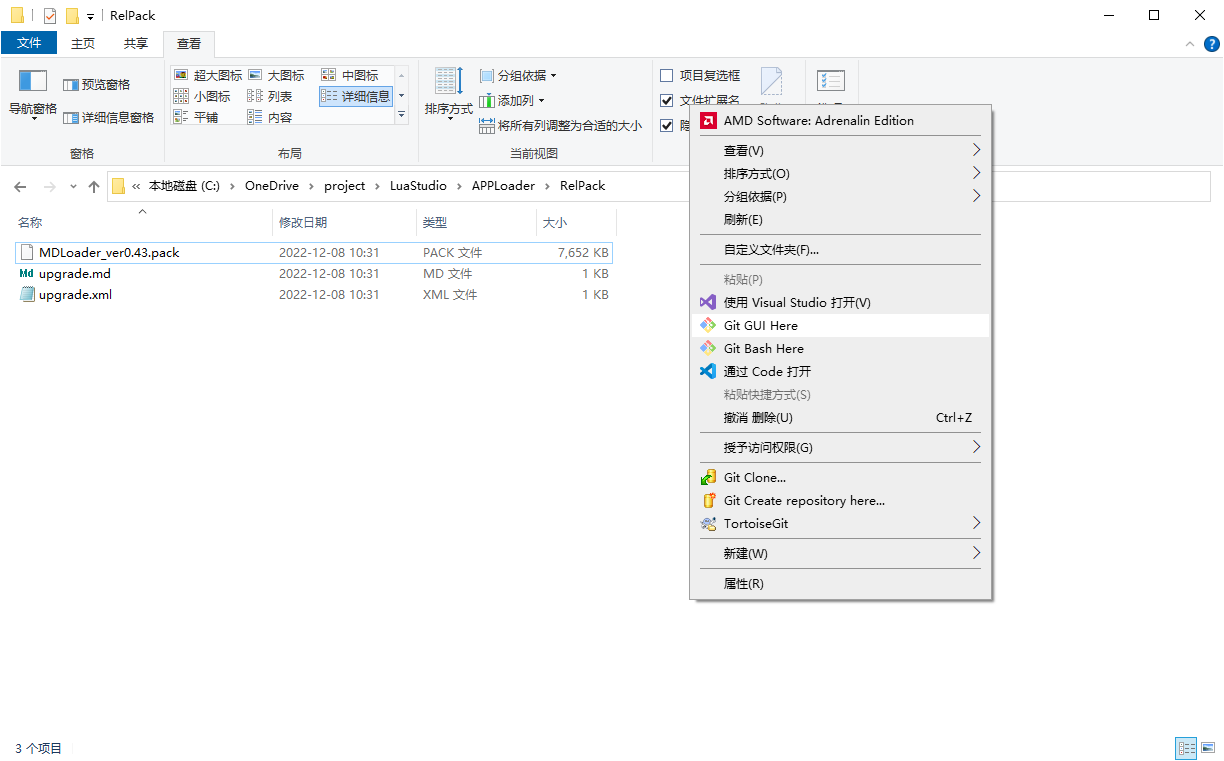 RelPack
文件 主页 共享 查看
导航窗格
预览窗格
详细信息窗格
窗格
超大图标 大图标 中图标
小图标 列表 详细信息
平铺 内容
布局
排序方式
分组依据
添加列
将所有列调整为合适的大小
当前视图
项目复选框
文件扩展名
« 本地磁盘 (C:) › OneDrive › project › LuaStudio › APPLoader › RelPack
名称 修改日期 类型 大小
MDLoader_ver0.43.pack 2022-12-08 10:31 PACK 文件 7,652 KB
upgrade.md 2022-12-08 10:31 MD 文件 1 KB
upgrade.xml 2022-12-08 10:31 XML 文件 1 KB
AMD Software: Adrenalin Edition
查看(V)
排序方式(O)
分组依据(P)
刷新(E)
自定义文件夹(F)...
粘贴(P)
使用 Visual Studio 打开(V)
Git GUI Here
Git Bash Here
通过 Code 打开
粘贴快捷方式(S)
撤消 删除(U) Ctrl+Z
授予访问权限(G)
Git Clone...
Git Create repository here...
TortoiseGit
新建(W)
属性(R)
3 个项目